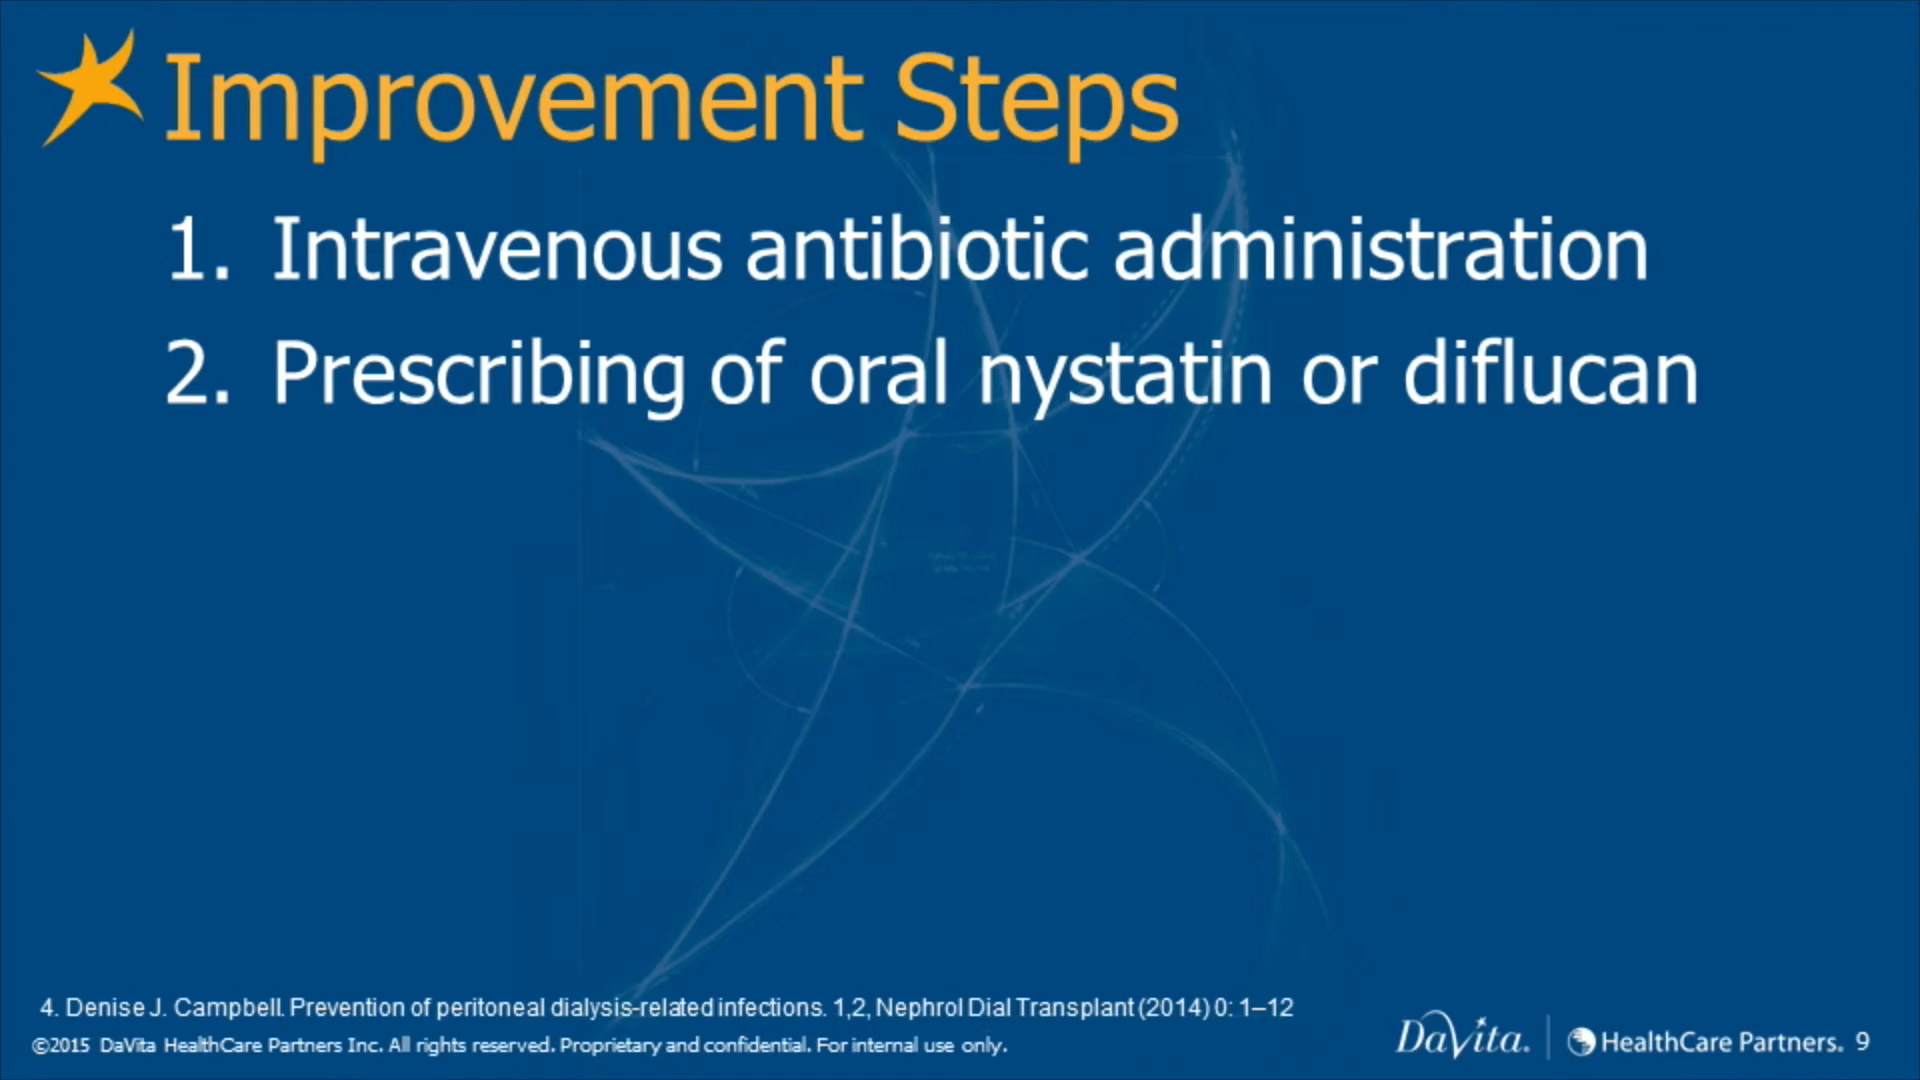 Improvement Steps
1. Intravenous antibiotic administration
2. Prescribing of oral nystatin or diflucan
4. Denise J. Campbell. Prevention of peritoneal dialysis-related infections. 1,2, Nephrol Dial Transplant (2014) 0: 1–12
©2015 DaVita HealthCare Partners Inc. All rights reserved. Proprietary and confidential. For internal use only.
DaVita. HealthCare Partners. 9